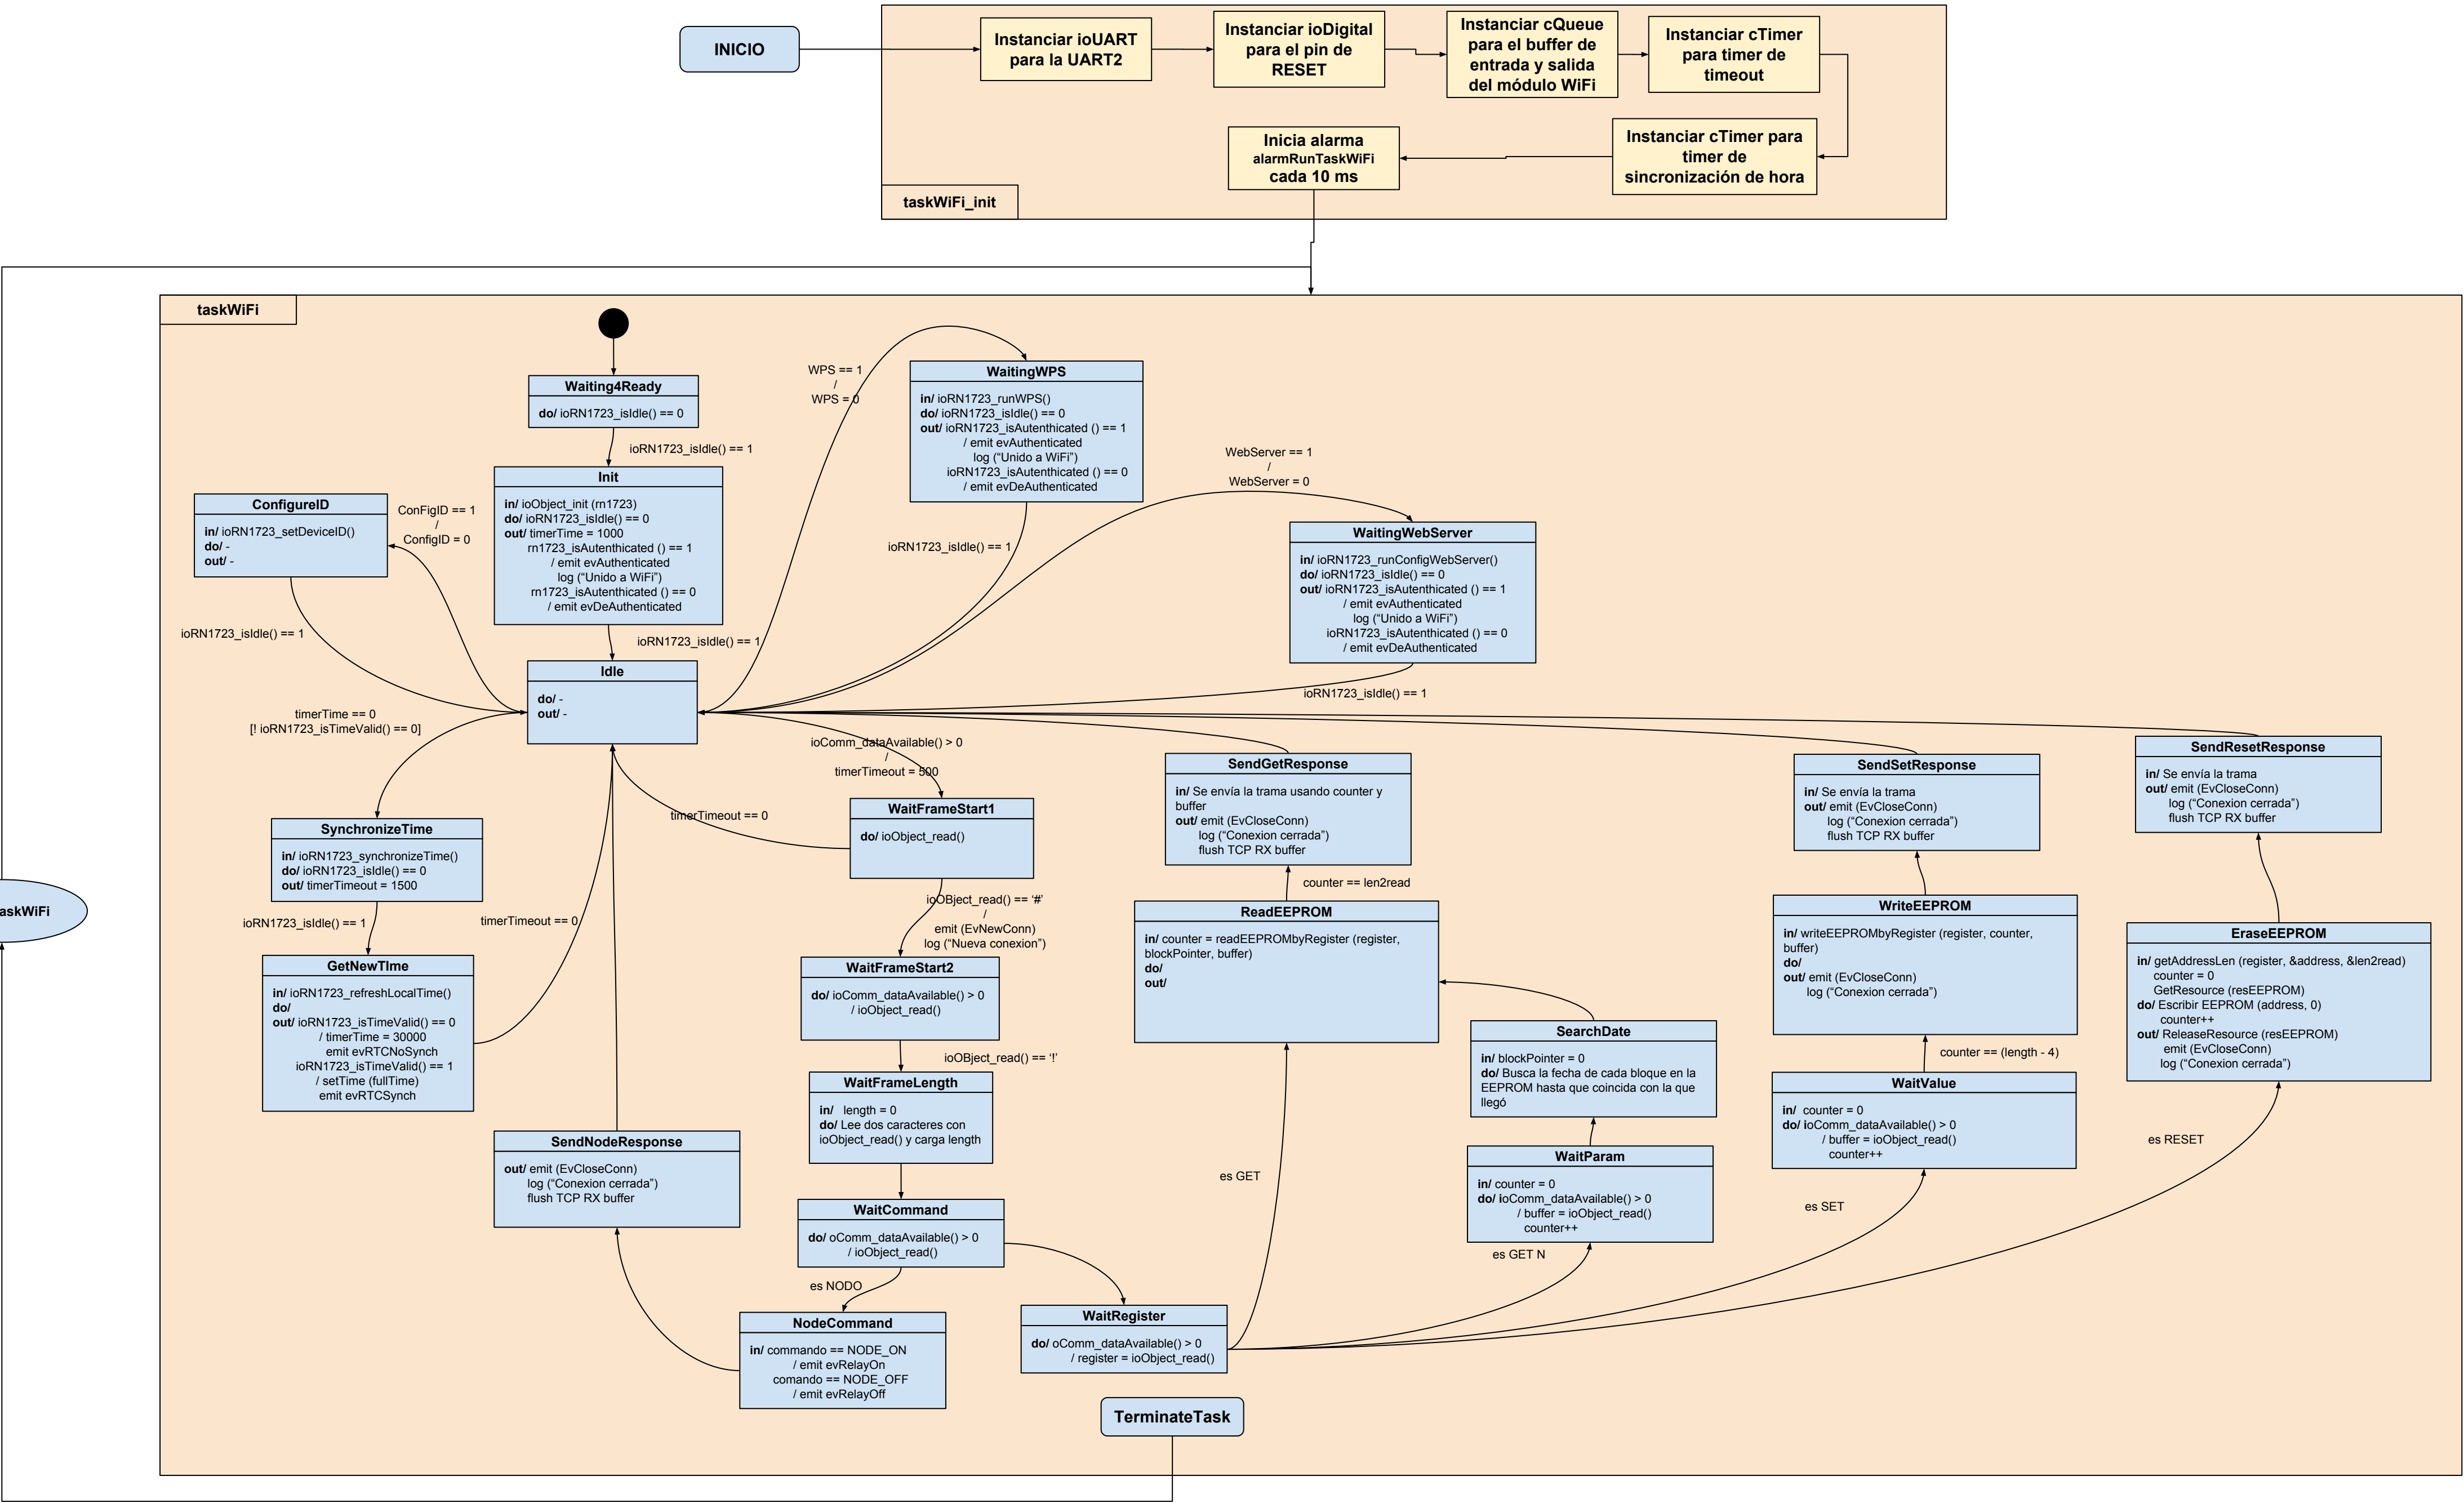 INICIO
Instanciar ioUART
para la UART2
Instanciar ioDigital
para el pin de
RESET
Instanciar cQueue
para el buffer de
entrada y salida
del módulo WiFi
Instanciar cTimer
para timer de
timeout
Instanciar cTimer para
timer de
sincronización de hora
Inicia alarma
alarmRunTaskWiFi
cada 10 ms
taskWiFi_init
taskWiFi
Waiting4Ready
do/ ioRN1723_isIdle() == 0
ioRN1723_isIdle() == 1
Init
in/ ioObject_init (rn1723)
do/ ioRN1723_isIdle() == 0
out/ timerTime = 1000
rn1723_isAutenthicated () == 1
/ emit evAuthenticated
log (“Unido a WiFi”)
rn1723_isAutenthicated () == 0
/ emit evDeAuthenticated
ioRN1723_isIdle() == 1
ConfigureID
in/ ioRN1723_setDeviceID()
do/ -
out/ -
ConFigID == 1
/
ConfigID = 0
ioRN1723_isIdle() == 1
WPS == 1
/
WPS = 0
WaitingWPS
in/ ioRN1723_runWPS()
do/ ioRN1723_isIdle() == 0
out/ ioRN1723_isAutenthicated () == 1
/ emit evAuthenticated
log (“Unido a WiFi”)
ioRN1723_isAutenthicated () == 0
/ emit evDeAuthenticated
ioRN1723_isIdle() == 1
WebServer == 1
/
WebServer = 0
WaitingWebServer
in/ ioRN1723_runConfigWebServer()
do/ ioRN1723_isIdle() == 0
out/ ioRN1723_isAutenthicated () == 1
/ emit evAuthenticated
log (“Unido a WiFi”)
ioRN1723_isAutenthicated () == 0
/ emit evDeAuthenticated
ioRN1723_isIdle() == 1
Idle
do/ -
out/ -
timerTime == 0
[! ioRN1723_isTimeValid() == 0]
SynchronizeTime
in/ ioRN1723_synchronizeTime()
do/ ioRN1723_isIdle() == 0
out/ timerTimeout = 1500
ioRN1723_isIdle() == 1
timerTimeout == 0
GetNewTIme
in/ ioRN1723_refreshLocalTime()
do/
out/ ioRN1723_isTimeValid() == 0
/ timerTime = 30000
emit evRTCNoSynch
ioRN1723_isTimeValid() == 1
/ setTime (fullTime)
emit evRTCSynch
askWiFi
ioComm_dataAvailable() > 0
/
timerTimeout = 500
timerTimeout == 0
WaitFrameStart1
do/ ioObject_read()
ioOBject_read() == ‘#’
/
emit (EvNewConn)
log (“Nueva conexion”)
WaitFrameStart2
do/ ioComm_dataAvailable() > 0
/ ioObject_read()
ioOBject_read() == ‘!’
WaitFrameLength
in/ length = 0
do/ Lee dos caracteres con
ioObject_read() y carga length
WaitCommand
do/ oComm_dataAvailable() > 0
/ ioObject_read()
es NODO
NodeCommand
in/ commando == NODE_ON
/ emit evRelayOn
comando == NODE_OFF
/ emit evRelayOff
SendNodeResponse
out/ emit (EvCloseConn)
log (“Conexion cerrada”)
flush TCP RX buffer
WaitRegister
do/ oComm_dataAvailable() > 0
/ register = ioObject_read()
es GET
SendGetResponse
in/ Se envía la trama usando counter y
buffer
out/ emit (EvCloseConn)
log (“Conexion cerrada”)
flush TCP RX buffer
counter == len2read
ReadEEPROM
in/ counter = readEEPROMbyRegister (register,
blockPointer, buffer)
do/
out/
SearchDate
in/ blockPointer = 0
do/ Busca la fecha de cada bloque en la
EEPROM hasta que coincida con la que
llegó
WaitParam
in/ counter = 0
do/ ioComm_dataAvailable() > 0
/ buffer = ioObject_read()
counter++
es GET N
SendSetResponse
in/ Se envía la trama
out/ emit (EvCloseConn)
log (“Conexion cerrada”)
flush TCP RX buffer
WriteEEPROM
in/ writeEEPROMbyRegister (register, counter,
buffer)
do/
out/ emit (EvCloseConn)
log (“Conexion cerrada”)
counter == (length - 4)
WaitValue
in/ counter = 0
do/ ioComm_dataAvailable() > 0
/ buffer = ioObject_read()
counter++
es SET
SendResetResponse
in/ Se envía la trama
out/ emit (EvCloseConn)
log (“Conexion cerrada”)
flush TCP RX buffer
EraseEEPROM
in/ getAddressLen (register, &address, &len2read)
counter = 0
GetResource (resEEPROM)
do/ Escribir EEPROM (address, 0)
counter++
out/ ReleaseResource (resEEPROM)
emit (EvCloseConn)
log (“Conexion cerrada”)
es RESET
TerminateTask